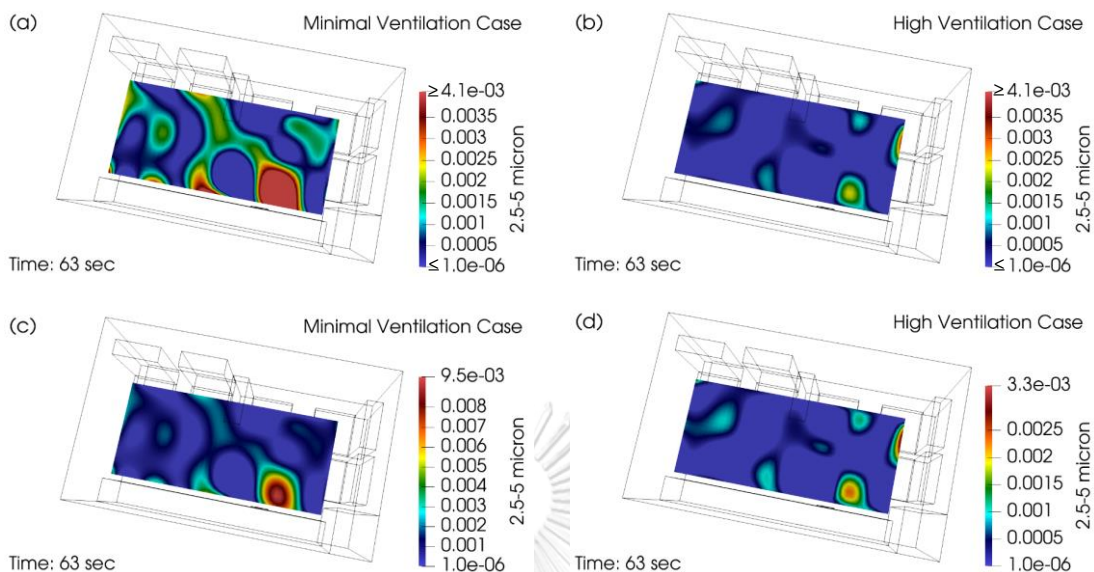 (a) Minimal Ventilation Case
≥ 4.1e-03
0.0035
0.003
0.0025
0.002
0.0015
0.001
0.0005
≤ 1.0e-06
2.5-5 micron
Time: 63 sec
(b) High Ventilation Case
≥ 4.1e-03
0.0035
0.003
0.0025
0.002
0.0015
0.001
0.0005
≤ 1.0e-06
2.5-5 micron
Time: 63 sec
(c) Minimal Ventilation Case
9.5e-03
0.008
0.007
0.006
0.005
0.004
0.003
0.002
0.001
1.0e-06
2.5-5 micron
Time: 63 sec
(d) High Ventilation Case
3.3e-03
0.0025
0.002
0.0015
0.001
0.0005
1.0e-06
2.5-5 micron
Time: 63 sec